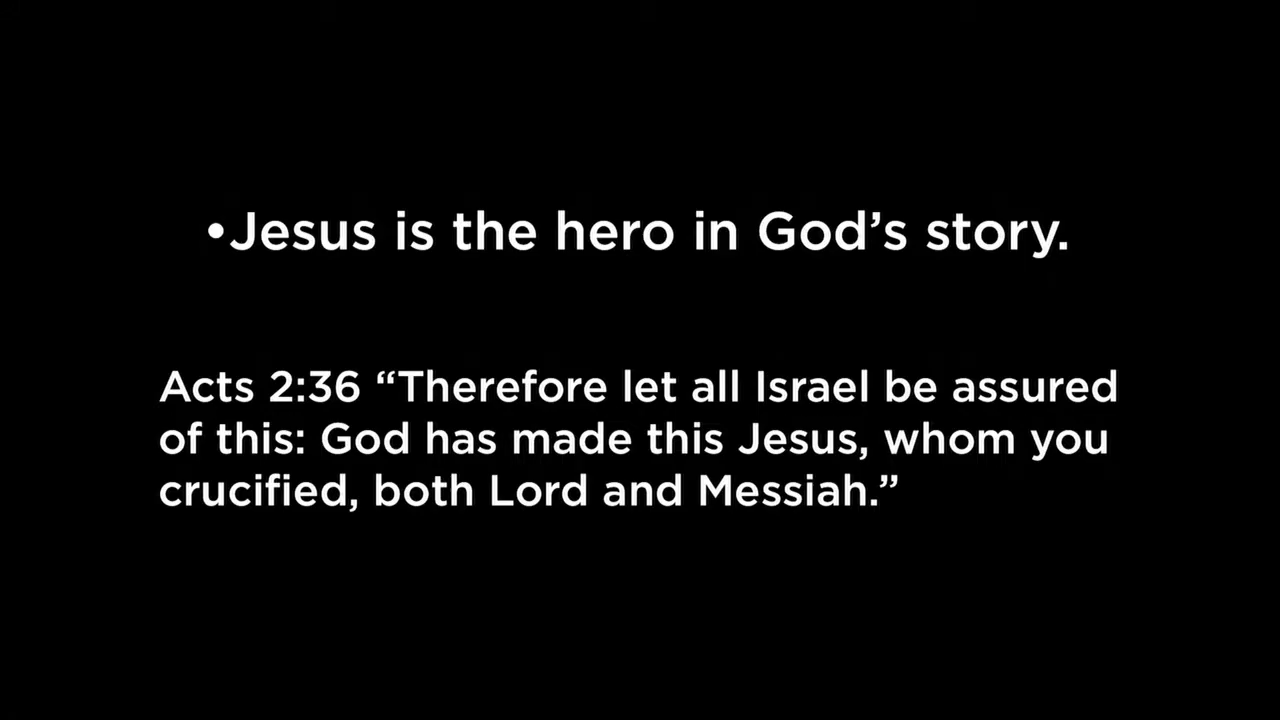 •Jesus is the hero in God’s story.
Acts 2:36 “Therefore let all Israel be assured
of this: God has made this Jesus, whom you
crucified, both Lord and Messiah.”